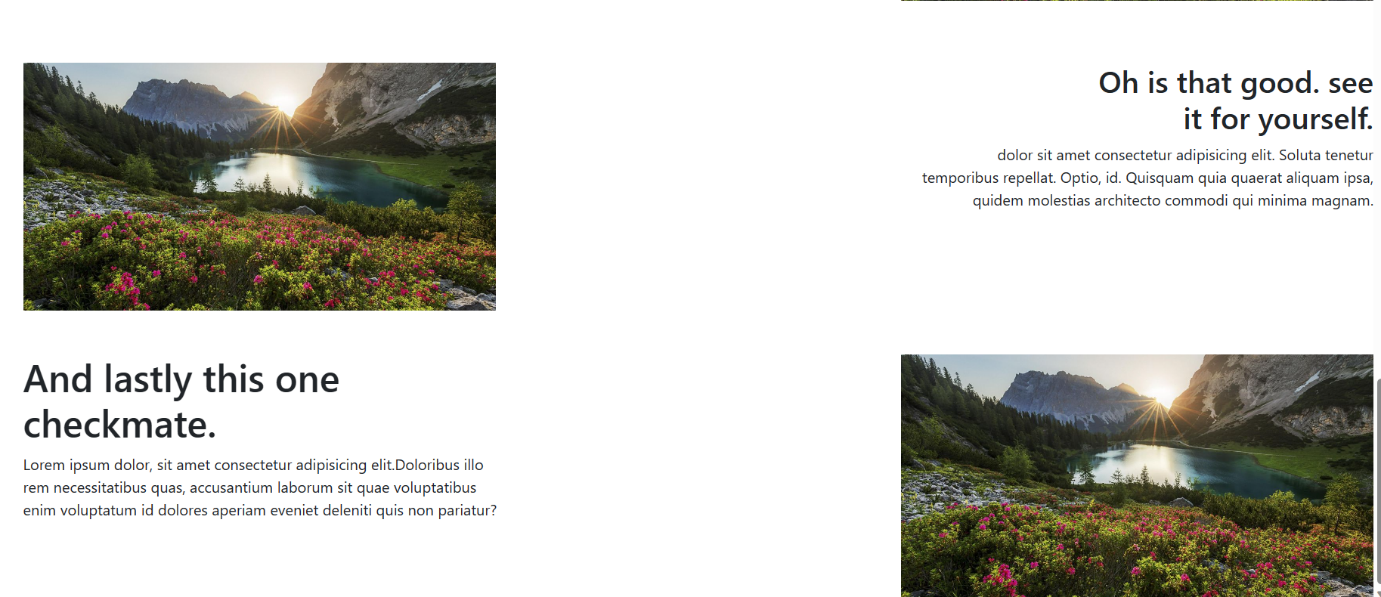 Oh is that good. see
it for yourself.
dolor sit amet consectetur adipisicing elit. Soluta tenetur
temporibus repellat. Optio, id. Quisquam quia quaerat aliquam ipsa,
quidem molestias architecto commodi qui minima magnam.
And lastly this one
checkmate.
Lorem ipsum dolor, sit amet consectetur adipisicing elit.Doloribus illo
rem necessitatibus quas, accusantium laborum sit quae voluptatibus
enim voluptatum id dolores aperiam eveniet deleniti quis non pariatur?